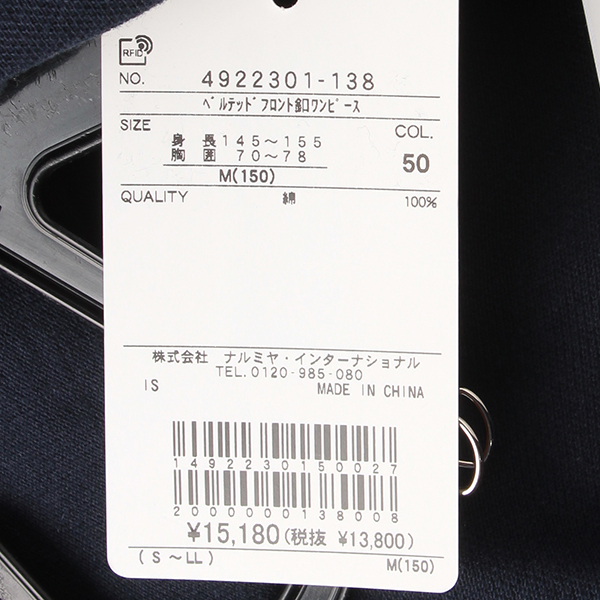 RFID
NO. 4922301-138
ﾍﾞﾙﾃｯﾄﾞﾌﾛﾝﾄ釦ワンピース
SIZE COL.
身長145～155
胸囲 70～78
50
M(150)
QUALITY 綿 100%
株式会社 ナルミヤ・インターナショナル
TEL.0120-985-080
IS MADE IN CHINA
1492230150027
2000000138008
¥15,180(税抜 ¥13,800)
(S ～LL) M(150)